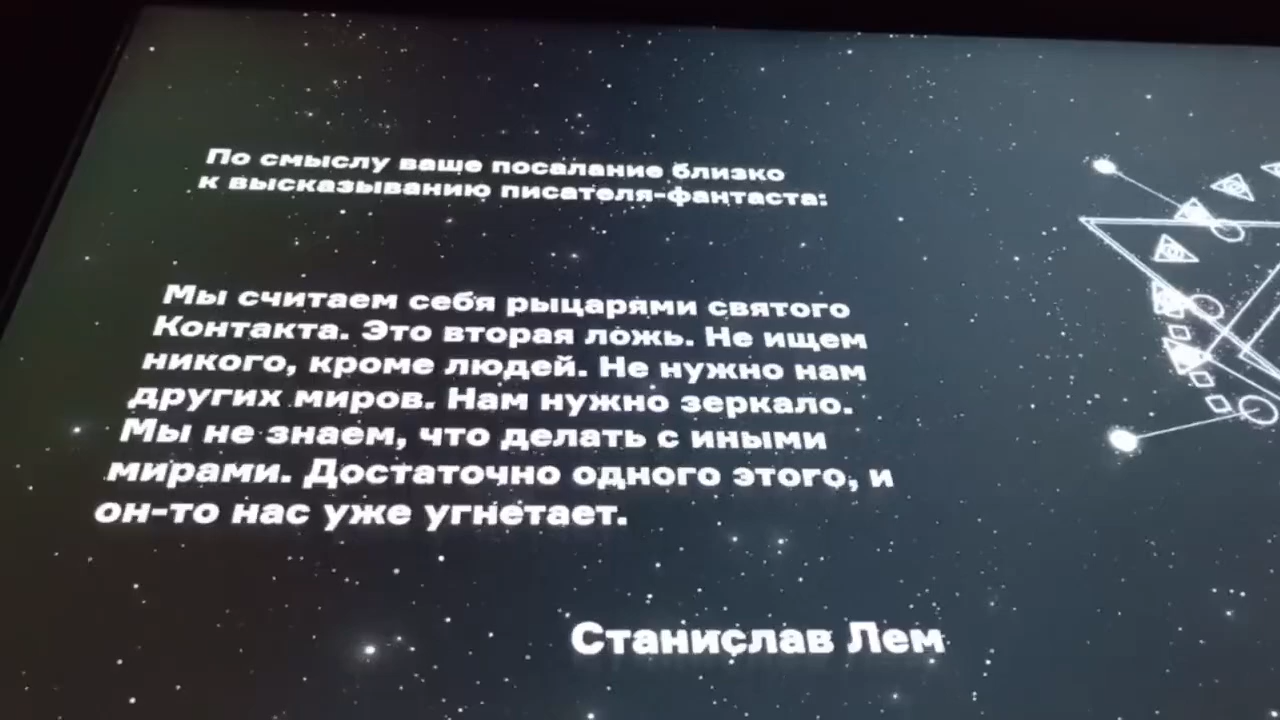 По смыслу ваше посалание близко
к высказыванию писателя-фантаста:
Мы считаем себя рыцарями святого
Контакта. Это вторая ложь. Не ищем
никого, кроме людей. Не нужно нам
других миров. Нам нужно зеркало.
Мы не знаем, что делать с иными
мирами. Достаточно одного этого, и
он-то нас уже угнетает.
Станислав Лем